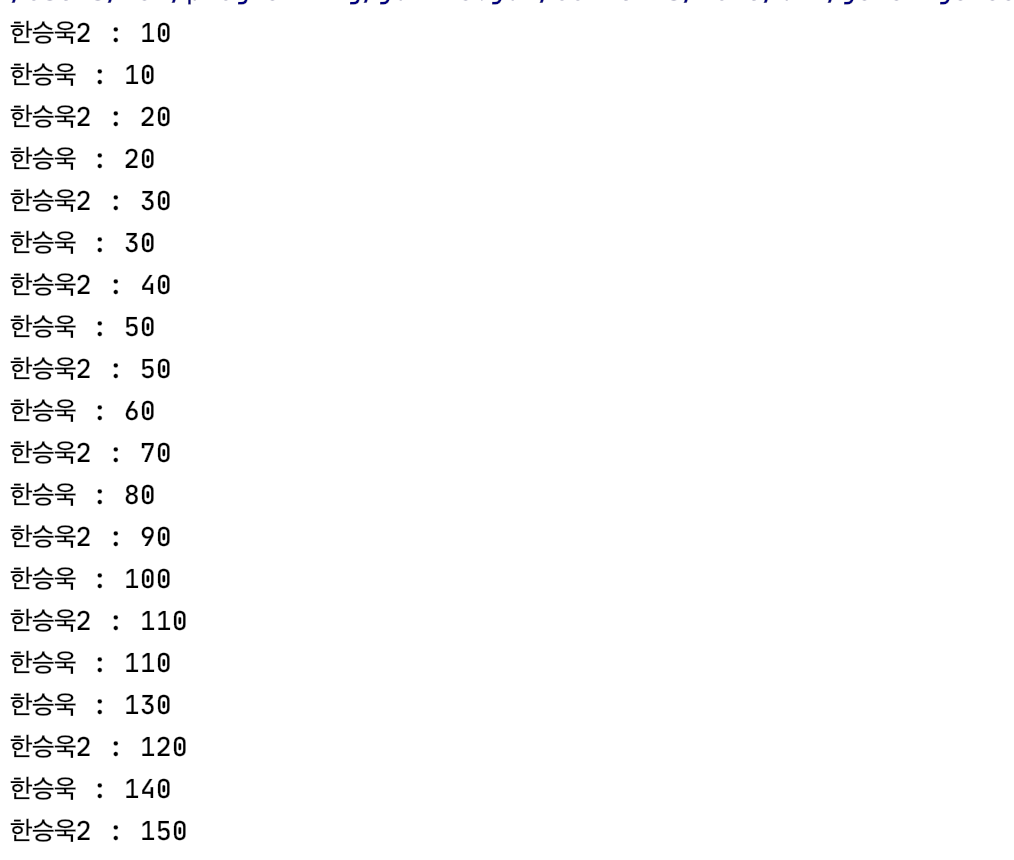 한승욱2 : 10
한승욱 : 10
한승욱2 : 20
한승욱 : 20
한승욱2 : 30
한승욱 : 30
한승욱2 : 40
한승욱 : 50
한승욱2 : 50
한승욱 : 60
한승욱2 : 70
한승욱 : 80
한승욱2 : 90
한승욱 : 100
한승욱2 : 110
한승욱 : 110
한승욱 : 130
한승욱2 : 120
한승욱 : 140
한승욱2 : 150